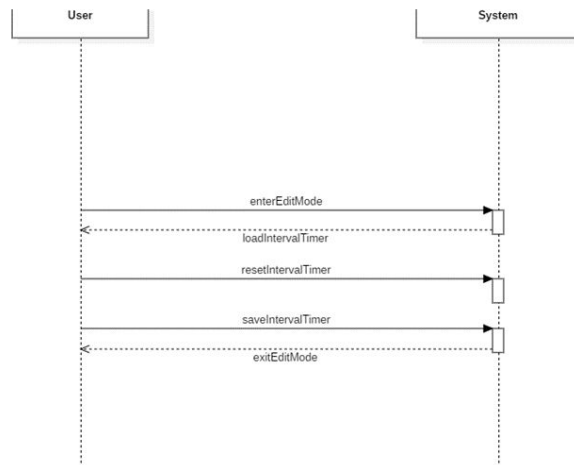 User
System
enterEditMode
loadIntervalTimer
resetIntervalTimer
saveIntervalTimer
exitEditMode